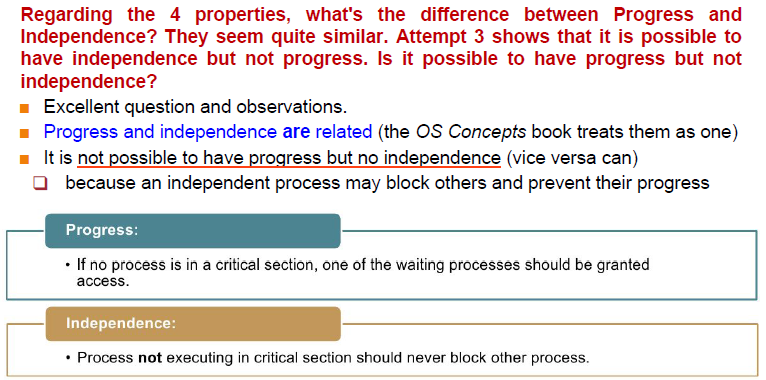 Regarding the 4 properties, what's the difference between Progress and
Independence? They seem quite similar. Attempt 3 shows that it is possible to
have independence but not progress. Is it possible to have progress but not
independence?
Excellent question and observations.
Progress and independence are related (the OS Concepts book treats them as one)
It is not possible to have progress but no independence (vice versa can)
because an independent process may block others and prevent their progress
Progress:
• If no process is in a critical section, one of the waiting processes should be granted
access.
Independence:
• Process not executing in critical section should never block other process.